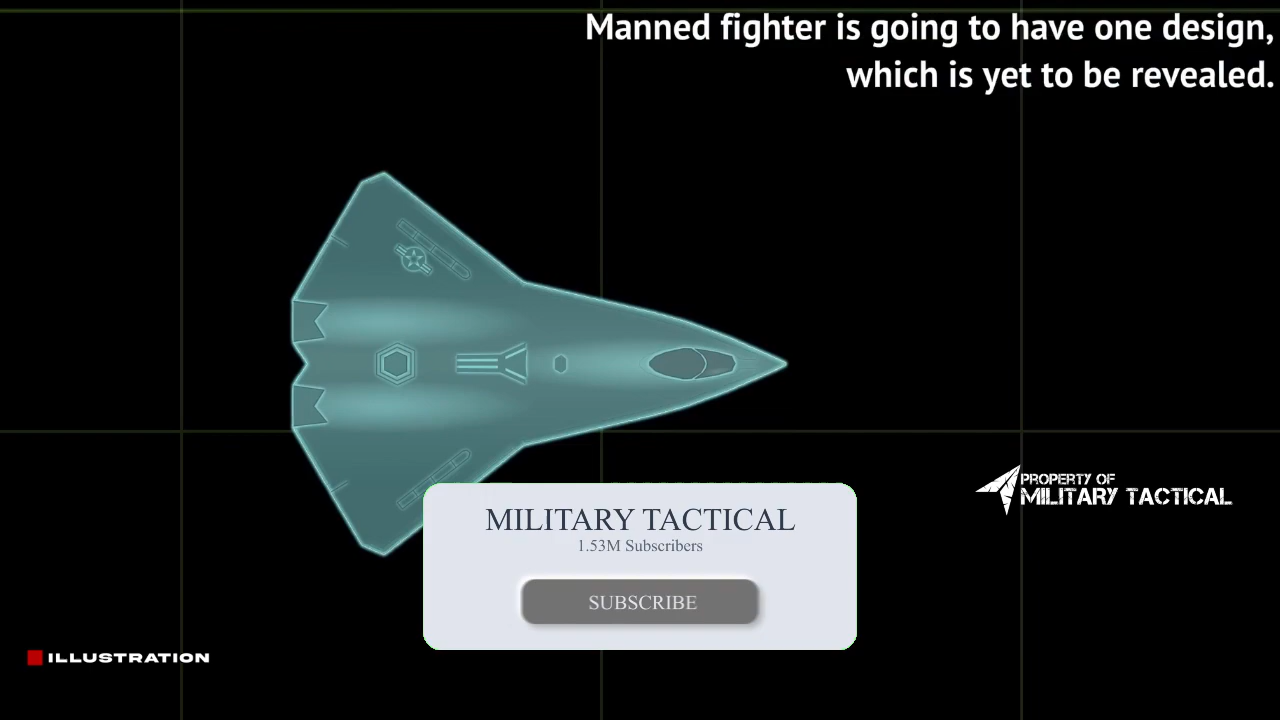 Manned fighter is going to have one design,
which is yet to be revealed.
PROPERTY OF
MILITARY TACTICAL
MILITARY TACTICAL
1.53M Subscribers
SUBSCRIBE
ILLUSTRATION